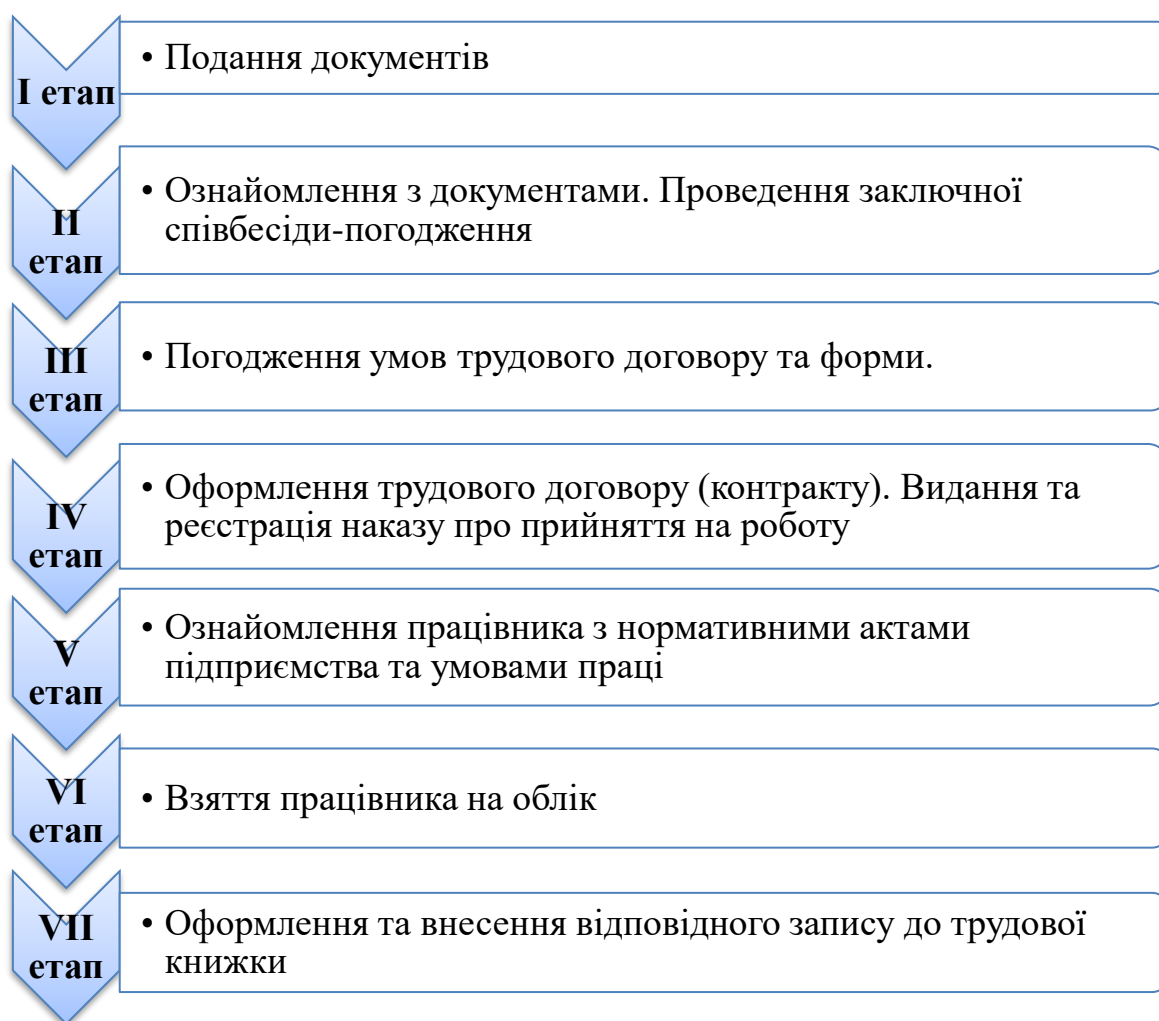 I етап
• Подання документів
II
етап
• Ознайомлення з документами. Проведення заключної
співбесіди-погодження
III
етап
• Погодження умов трудового договору та форми.
IV
етап
• Оформлення трудового договору (контракту). Видання та
реєстрація наказу про прийняття на роботу
V
етап
• Ознайомлення працівника з нормативними актами
підприємства та умовами праці
VI
етап
• Взяття працівника на облік
VII
етап
• Оформлення та внесення відповідного запису до трудової
книжки